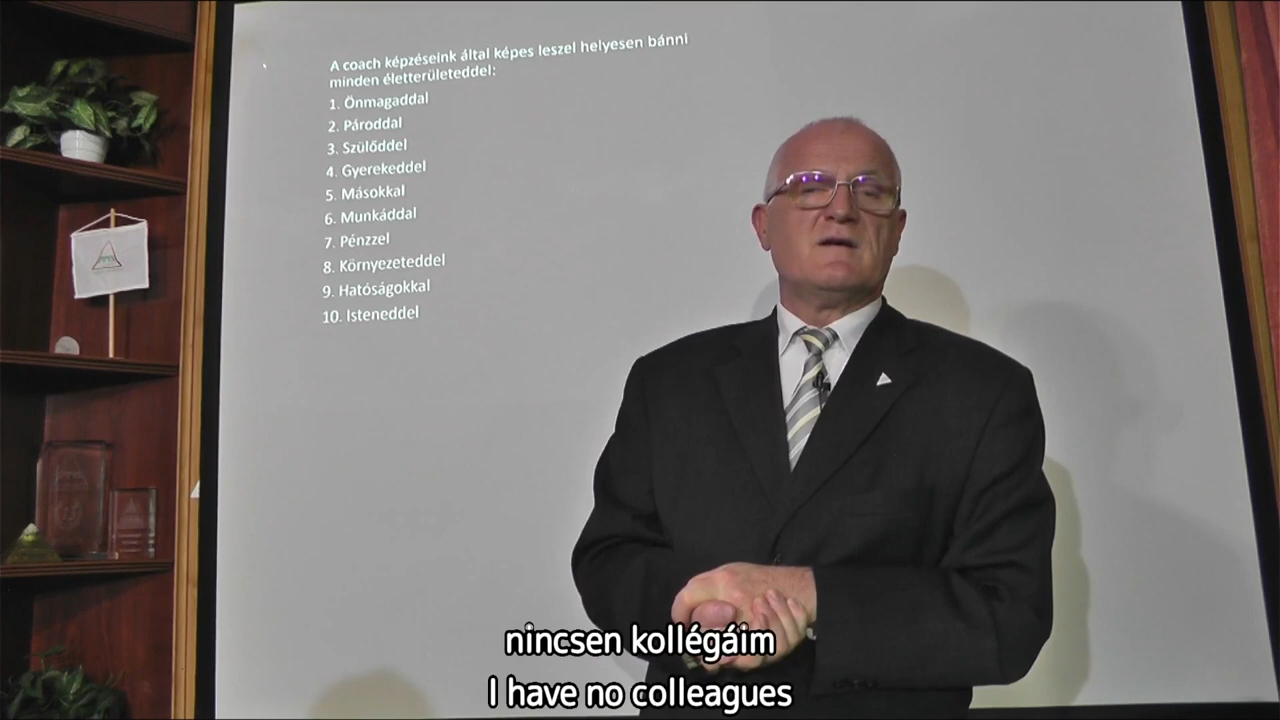 A coach képzéseink által képes leszel helyesen bánni
minden életterületeddel:
1. Önmagaddal
2. Pároddal
3. Szülőddel
4. Gyerekeddel
5. Másokkal
6. Munkáddal
7. Pénzzel
8. Környezeteddel
9. Hatóságokkal
10. Isteneddel
nincsen kollégáim
I have no colleagues